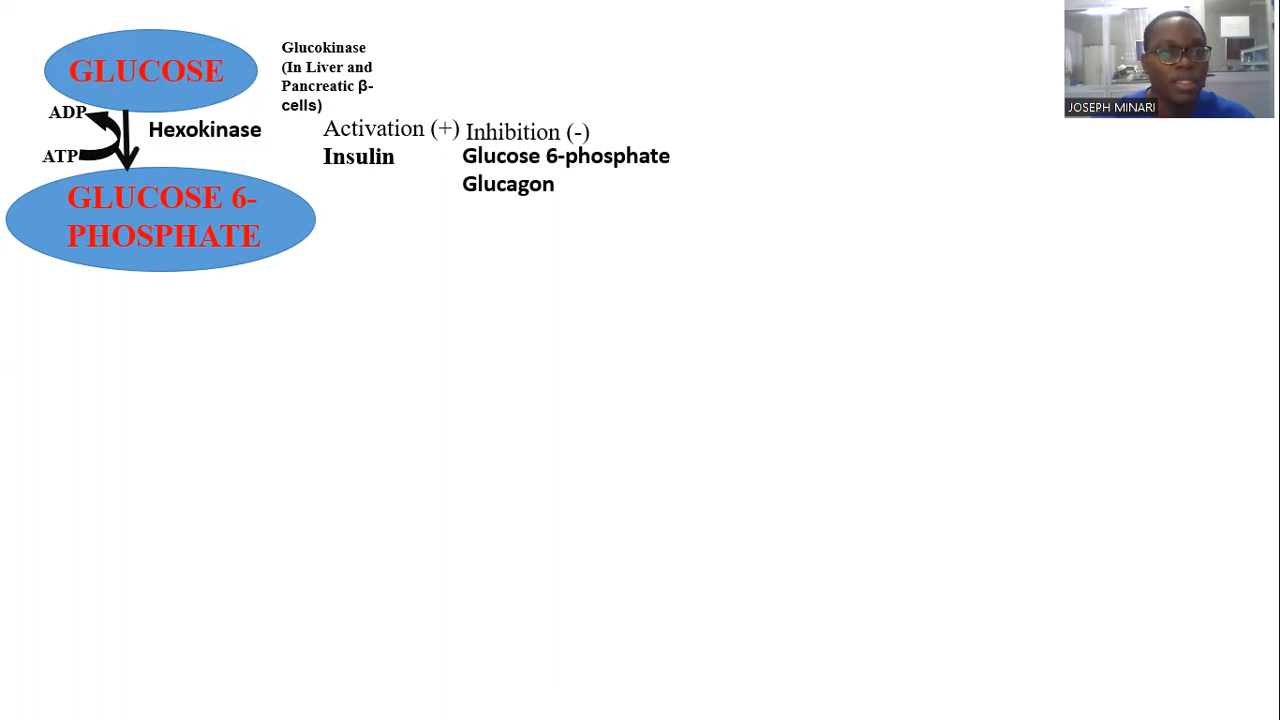 GLUCOSE
Glucokinase
(In Liver and
Pancreatic β-
cells)
ADP
Hexokinase
ATP
Activation (+)
Insulin
Inhibition (-)
Glucose 6-phosphate
Glucagon
GLUCOSE 6-
PHOSPHATE
JOSEPH MINARI